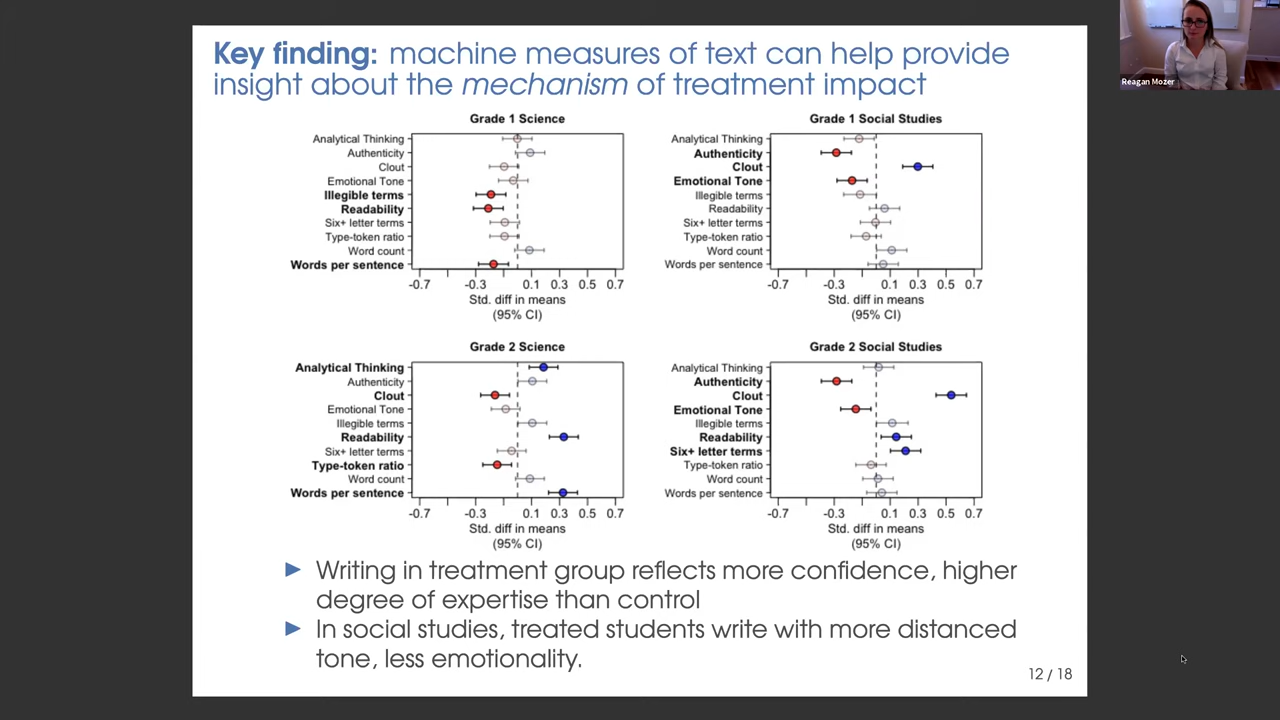 Key finding: machine measures of text can help provide
insight about the mechanism of treatment impact
Reagan Mozer
Grade 1 Science
Analytical Thinking
Authenticity
Clout
Emotional Tone
Illegible terms
Readability
Six+ letter terms
Type-token ratio
Word count
Words per sentence
-0.7 -0.3 0.1 0.3 0.5 0.7
Std. diff in means
(95% CI)
Grade 1 Social Studies
Analytical Thinking
Authenticity
Clout
Emotional Tone
Illegible terms
Readability
Six+ letter terms
Type-token ratio
Word count
Words per sentence
-0.7 -0.3 0.1 0.3 0.5 0.7
Std. diff in means
(95% CI)
Grade 2 Science
Analytical Thinking
Authenticity
Clout
Emotional Tone
Illegible terms
Readability
Six+ letter terms
Type-token ratio
Word count
Words per sentence
-0.7 -0.3 0.1 0.3 0.5 0.7
Std. diff in means
(95% CI)
Grade 2 Social Studies
Analytical Thinking
Authenticity
Clout
Emotional Tone
Illegible terms
Readability
Six+ letter terms
Type-token ratio
Word count
Words per sentence
-0.7 -0.3 0.1 0.3 0.5 0.7
Std. diff in means
(95% CI)
Writing in treatment group reflects more confidence, higher
degree of expertise than control
In social studies, treated students write with more distanced
tone, less emotionality.
12 / 18